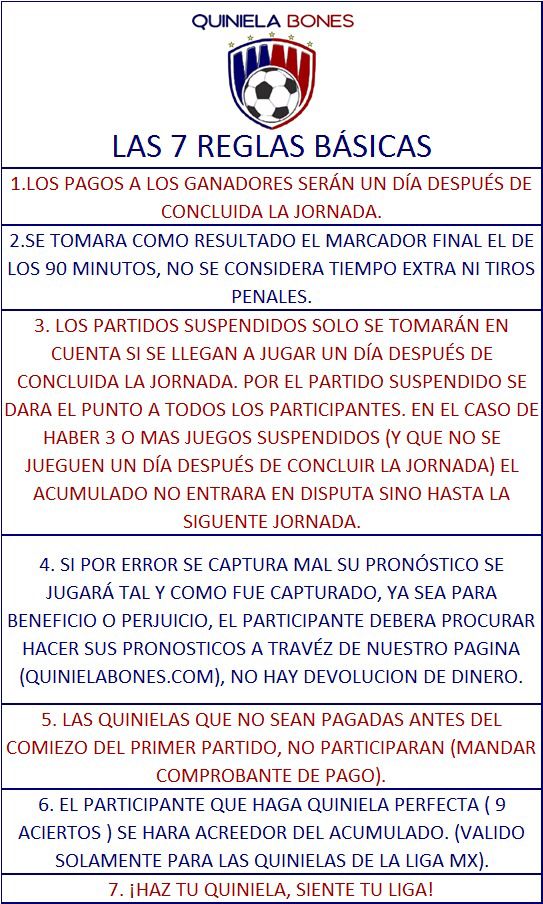 QUINIELA BONES
LAS 7 REGLAS BÁSICAS
1.LOS PAGOS A LOS GANADORES SERÁN UN DÍA DESPUÉS DE
CONCLUIDA LA JORNADA.
2.SE TOMARA COMO RESULTADO EL MARCADOR FINAL EL DE
LOS 90 MINUTOS, NO SE CONSIDERA TIEMPO EXTRA NI TIROS
PENALES.
3. LOS PARTIDOS SUSPENDIDOS SOLO SE TOMARÁN EN
CUENTA SI SE LLEGAN A JUGAR UN DÍA DESPUÉS DE
CONCLUIDA LA JORNADA. POR EL PARTIDO SUSPENDIDO SE
DARA EL PUNTO A TODOS LOS PARTICIPANTES. EN EL CASO DE
HABER 3 O MAS JUEGOS SUSPENDIDOS (Y QUE NO SE
JUEGUEN UN DÍA DESPUÉS DE CONCLUIR LA JORNADA) EL
ACUMULADO NO ENTRARA EN DISPUTA SINO HASTA LA
SIGUENTE JORNADA.
4. SI POR ERROR SE CAPTURA MAL SU PRONÓSTICO SE
JUGARÁ TAL Y COMO FUE CAPTURADO, YA SEA PARA
BENEFICIO O PERJUICIO, EL PARTICIPANTE DEBERA PROCURAR
HACER SUS PRONOSTICOS A TRAVÉZ DE NUESTRO PAGINA
(QUINIELABONES.COM), NO HAY DEVOLUCION DE DINERO.
5. LAS QUINIELAS QUE NO SEAN PAGADAS ANTES DEL
COMIEZO DEL PRIMER PARTIDO, NO PARTICIPARAN (MANDAR
COMPROBANTE DE PAGO).
6. EL PARTICIPANTE QUE HAGA QUINIELA PERFECTA ( 9
ACIERTOS ) SE HARA ACREEDOR DEL ACUMULADO. (VALIDO
SOLAMENTE PARA LAS QUINIELAS DE LA LIGA MX).
7. ¡HAZ TU QUINIELA, SIENTE TU LIGA!